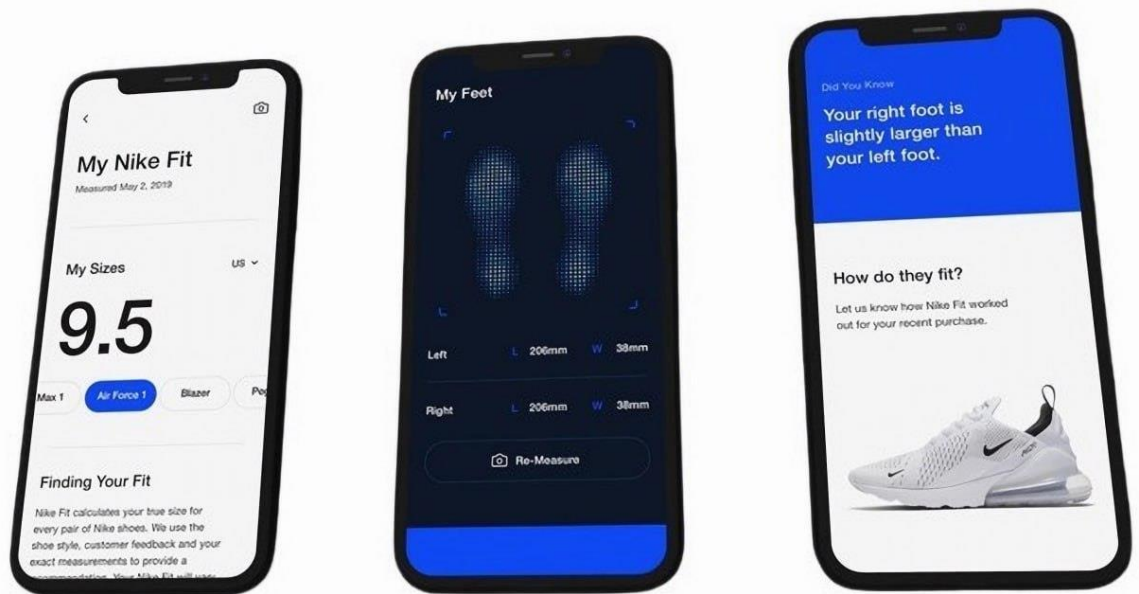 My Nike Fit
Measured May 2, 2019
My Sizes
US
9.5
Max 1
Air Force 1
Blazer
Finding Your Fit
Nike Fit calculates your true size for
every pair of Nike shoes. We use the
shoe style, customer feedback and your
exact measurements to provide a
Your Nike Fit will
My Feet
Left L 206mm W 38mm
Right L 206mm W 38mm
Re-Measure
Did You Know
Your right foot is
slightly larger than
your left foot.
How do they fit?
Let us know how Nike Fit worked
out for your recent purchase.